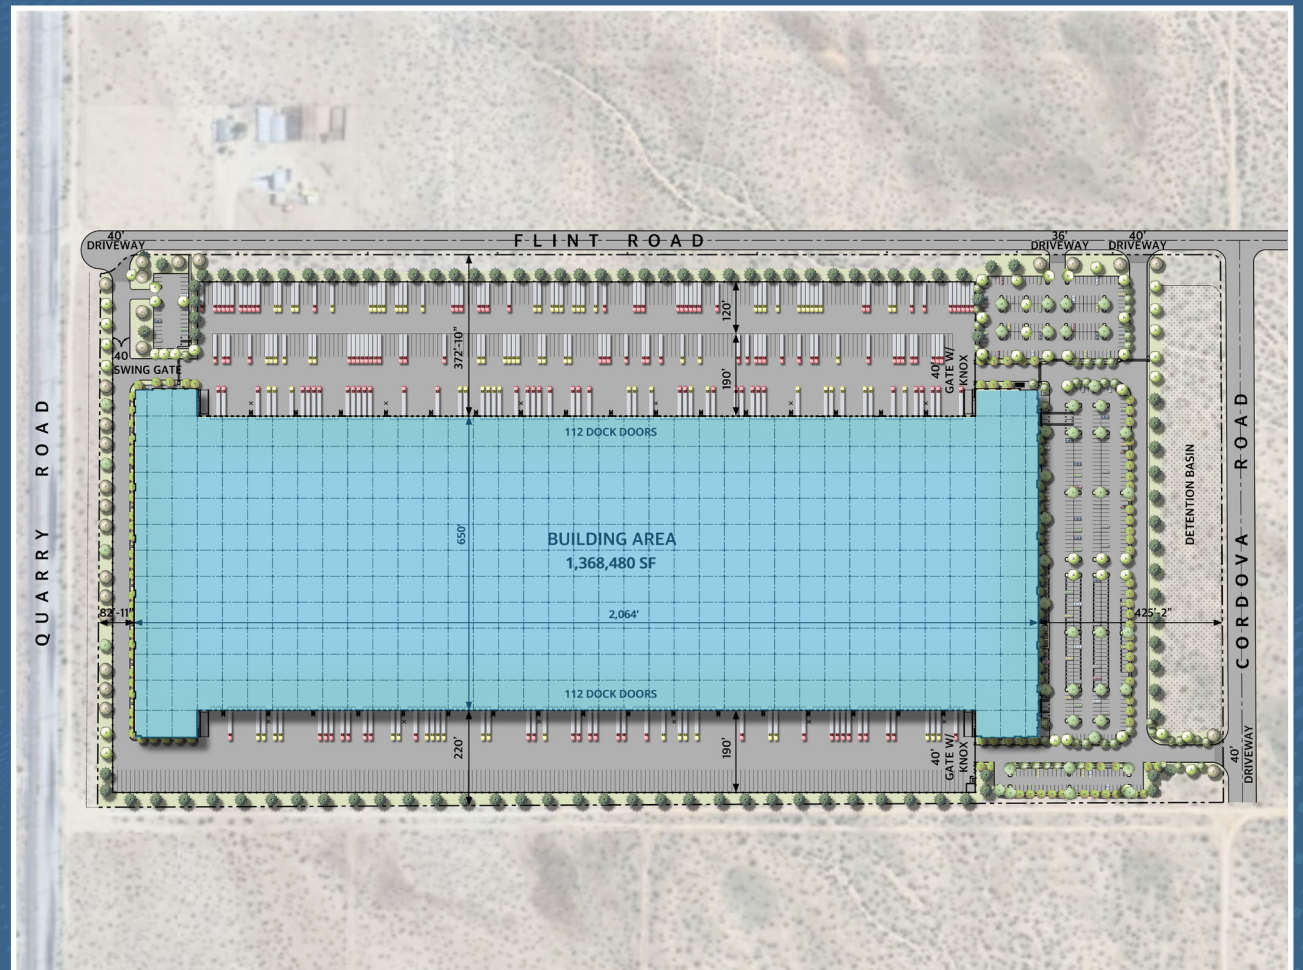 40'
DRIVEWAY
FLINT ROAD
36'
DRIVEWAY
40'
DRIVEWAY
372'-10"
120'
190'
40'
SWING GATE
40'
GATE W/
KNOX
112 DOCK DOORS
QUARRY ROAD
650'
BUILDING AREA
1,368,480 SF
DETENTION BASIN
CORDOVA ROAD
82'-11"
2,064'
425'-2"
112 DOCK DOORS
220'
190'
40'
GATE W/
KNOX
40'
DRIVEWAY